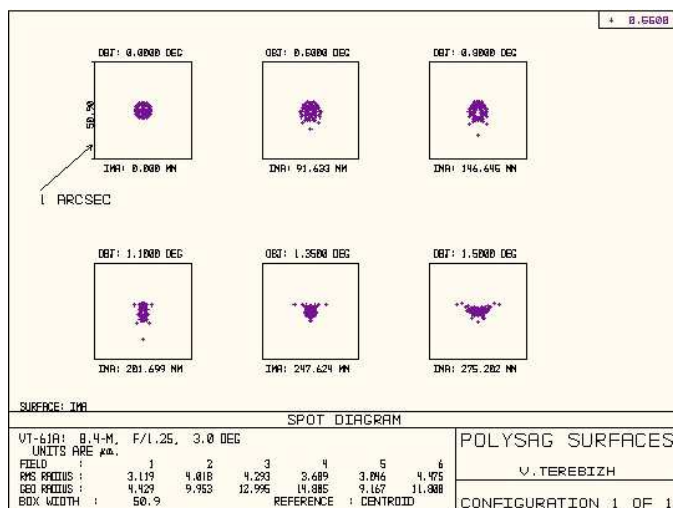 + 0.5500
OBJ: 0.0000 DEG
OBJ: 0.5000 DEG
OBJ: 0.8000 DEG
50.90
IMA: 0.000 MM
IMA: 91.633 MM
IMA: 146.645 MM
1 ARCSEC
OBJ: 1.1000 DEG
OBJ: 1.3500 DEG
OBJ: 1.5000 DEG
IMA: 201.699 MM
IMA: 247.624 MM
IMA: 275.202 MM
SURFACE: IMA
SPOT DIAGRAM
VT-61A: 8.4-M, F/1.25, 3.0 DEG
UNITS ARE µm.
FIELD : 1 2 3 4 5 6
RMS RADIUS : 3.119 4.018 4.293 3.689 3.046 4.475
GEO RADIUS : 4.429 9.953 12.995 14.885 9.167 11.808
BOX WIDTH : 50.9 REFERENCE : CENTROID
POLYSAG SURFACES
V.TEREBIZH
CONFIGURATION 1 OF 1